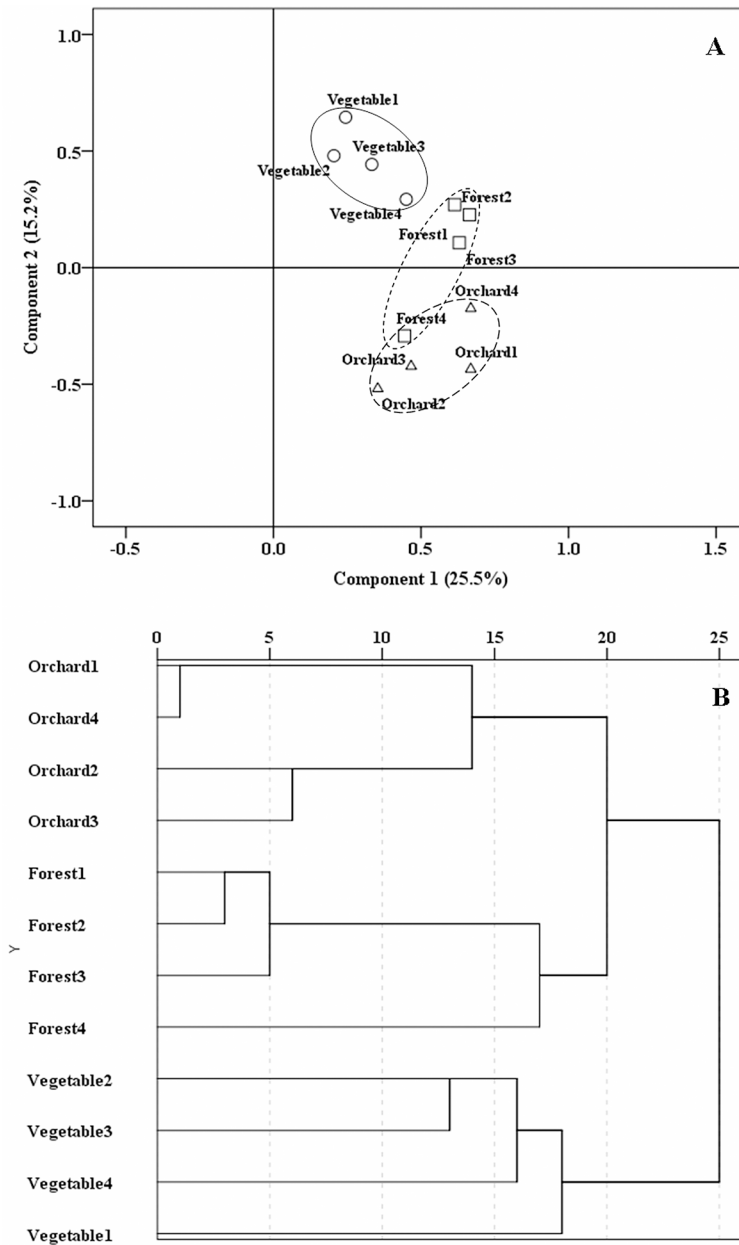 A
1.0
0.5
0.0
-0.5
-1.0
Component 2 (15.2%)
Vegetable1
Vegetable3
Vegetable2
Vegetable4
Forest2
Forest1
Forest3
Orchard4
Forest4
Orchard3
Orchard1
Orchard2
-0.5 0.0 0.5 1.0 1.5
Component 1 (25.5%)
0 5 10 15 20 25
B
Orchard1
Orchard4
Orchard2
Orchard3
Forest1
Forest2
Y
Forest3
Forest4
Vegetable2
Vegetable3
Vegetable4
Vegetable1